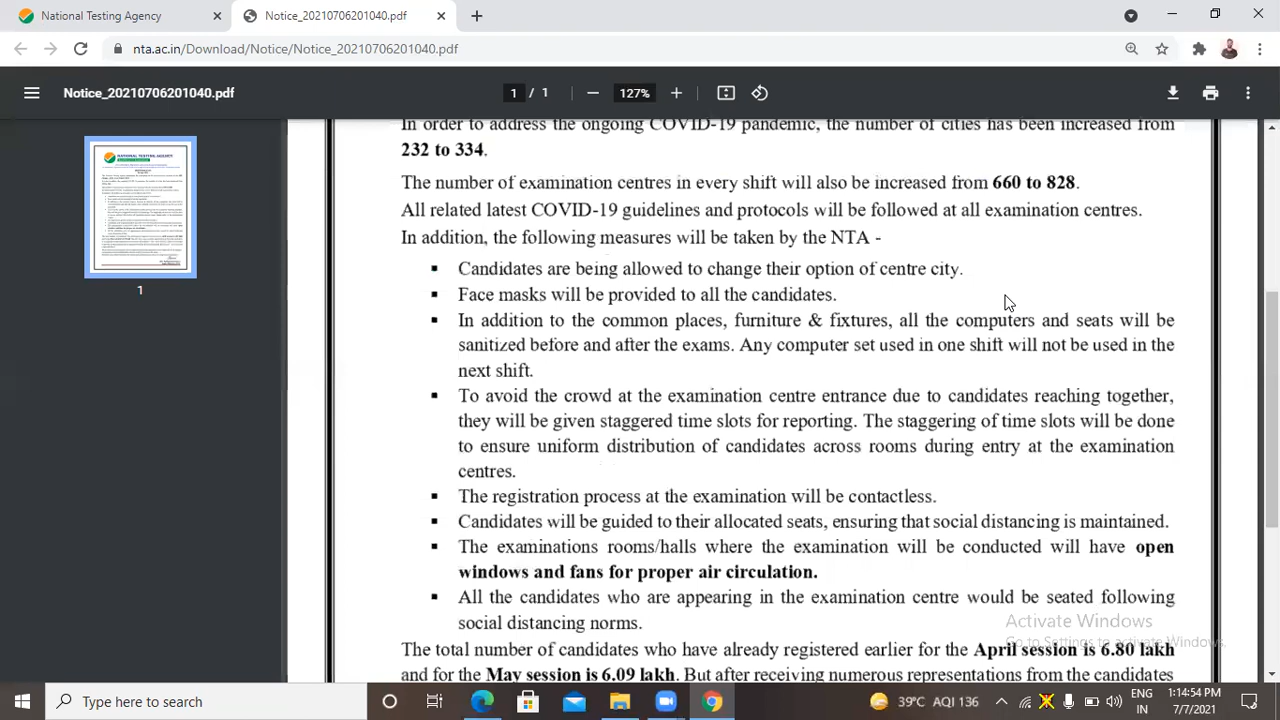 National Testing Agency
Notice_20210706201040.pdf
nta.ac.in/Download/Notice/Notice_20210706201040.pdf
Notice_20210706201040.pdf
1 / 1
127%
1
In order to address the ongoing COVID-19 pandemic, the number of cities has been increased from
232 to 334.
The number of examination centres in every shift will also be increased from 660 to 828.
All related latest COVID-19 guidelines and protocols will be followed at all examination centres.
In addition, the following measures will be taken by the NTA -
▪ Candidates are being allowed to change their option of centre city.
▪ Face masks will be provided to all the candidates.
▪ In addition to the common places, furniture & fixtures, all the computers and seats will be
sanitized before and after the exams. Any computer set used in one shift will not be used in the
next shift.
▪ To avoid the crowd at the examination centre entrance due to candidates reaching together,
they will be given staggered time slots for reporting. The staggering of time slots will be done
to ensure uniform distribution of candidates across rooms during entry at the examination
centres.
▪ The registration process at the examination will be contactless.
▪ Candidates will be guided to their allocated seats, ensuring that social distancing is maintained.
▪ The examinations rooms/halls where the examination will be conducted will have open
windows and fans for proper air circulation.
▪ All the candidates who are appearing in the examination centre would be seated following
social distancing norms.
The total number of candidates who have already registered earlier for the April session is 6.80 lakh
and for the May session is 6.09 lakh. But after receiving numerous representations from the candidates
Activate Windows
Go to Settings to activate Windows.
Type here to search
39°C AQI 136
ENG
IN
1:14:54 PM
7/7/2021